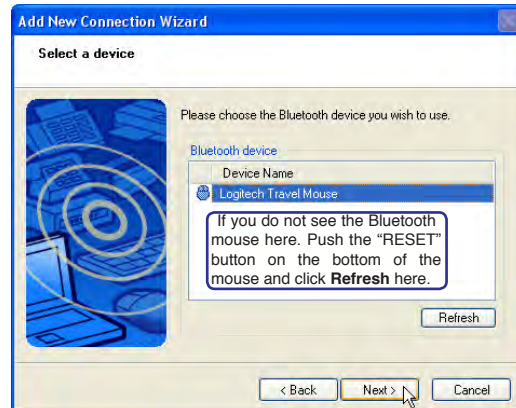 Add New Connection Wizard
Select a device
Please choose the Bluetooth device you wish to use.
Bluetooth device
Device Name
Logitech Travel Mouse
If you do not see the Bluetooth
mouse here. Push the “RESET”
button on the bottom of the
mouse and click Refresh here.
Refresh
< Back
Next >
Cancel